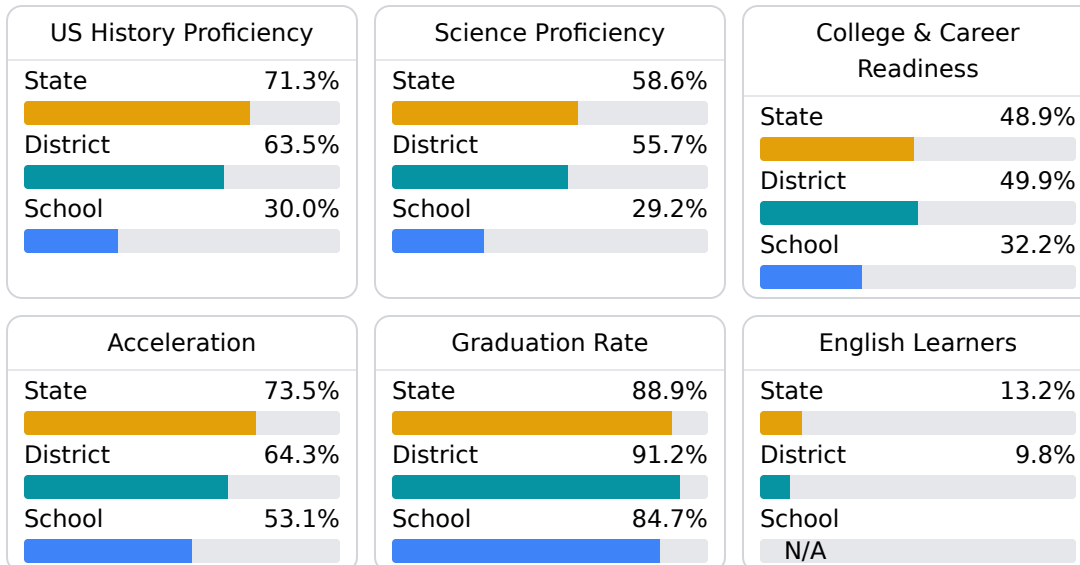 US History Proficiency
State 71.3%
District 63.5%
School 30.0%
Science Proficiency
State 58.6%
District 55.7%
School 29.2%
College & Career
Readiness
State 48.9%
District 49.9%
School 32.2%
Acceleration
State 73.5%
District 64.3%
School 53.1%
Graduation Rate
State 88.9%
District 91.2%
School 84.7%
English Learners
State 13.2%
District 9.8%
School
N/A